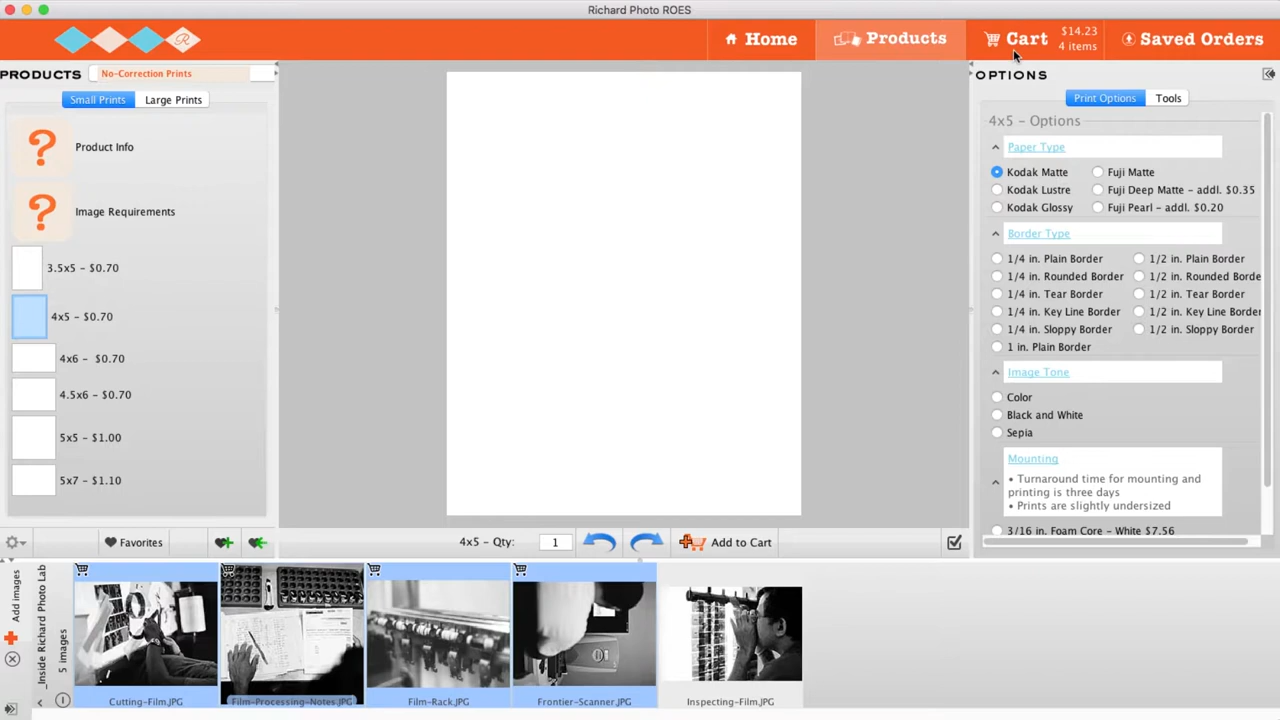 Richard Photo ROES
R
Home
Products
Cart
$14.23
4 items
Saved Orders
PRODUCTS
No-Correction Prints
OPTIONS
Small Prints
Large Prints
Print Options
Tools
Product Info
Image Requirements
3.5x5 - $0.70
4x5 - $0.70
4x6 - $0.70
4.5x6 - $0.70
5x5 - $1.00
5x7 - $1.10
4x5 - Options
Paper Type
Kodak Matte
Fuji Matte
Kodak Lustre
Fuji Deep Matte - addl. $0.35
Kodak Glossy
Fuji Pearl - addl. $0.20
Border Type
1/4 in. Plain Border
1/2 in. Plain Border
1/4 in. Rounded Border
1/2 in. Rounded Borde
1/4 in. Tear Border
1/2 in. Tear Border
1/4 in. Key Line Border
1/2 in. Key Line Border
1/4 in. Sloppy Border
1/2 in. Sloppy Border
1 in. Plain Border
Image Tone
Color
Black and White
Sepia
Mounting
• Turnaround time for mounting and
printing is three days
• Prints are slightly undersized
3/16 in. Foam Core - White $7.56
Favorites
4x5 - Qty:
1
Add to Cart
Add images
_Inside Richard Photo Lab
5 images
Cutting-Film.JPG
Film-Processing-Notes.JPG
Film-Rack.JPG
Frontier-Scanner.JPG
Inspecting-Film.JPG